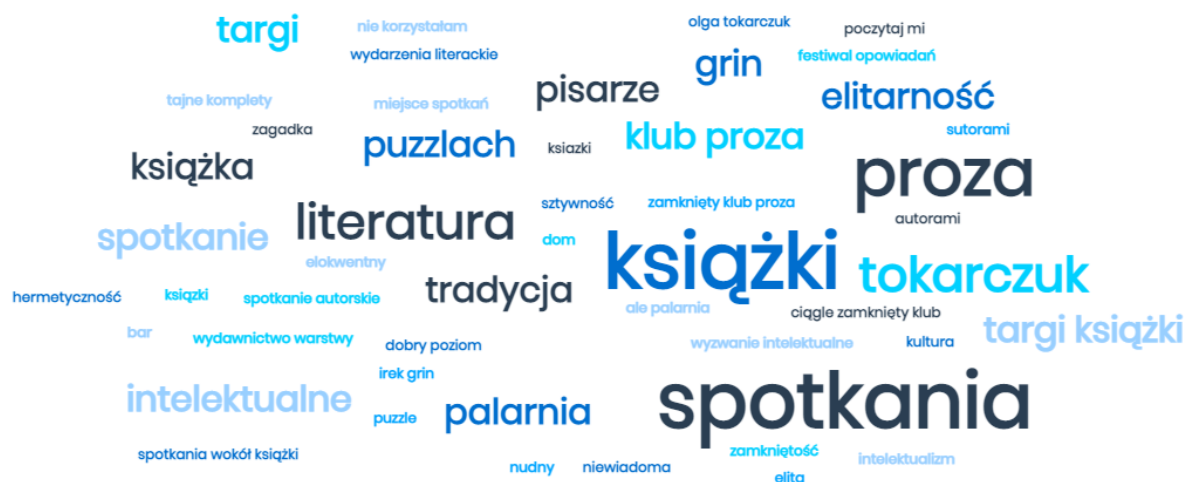 targi
nie korzystałam
olga tokarczuk
poczytaj mi
wydarzenia literackie
grin
festiwal opowiadań
pisarze
elitarność
tajne komplety
miejsce spotkań
zagadka
puzzlach
ksiazki
klub proza
sutorami
książka
proza
literatura
sztywność
zamknięty klub proza
autorami
spotkanie
dom
książki
elokwentny
tokarczuk
hermetyczność
ksiązki
spotkanie autorskie
tradycja
ale palarnia
ciągle zamknięty klub
bar
wydawnictwo warstwy
dobry poziom
wyzwanie intelektualne
kultura
targi książki
irek grin
intelektualne
puzzle
palarnia
spotkania
spotkania wokół książki
nudny
niewiadoma
zamkniętość
intelektualizm
elita